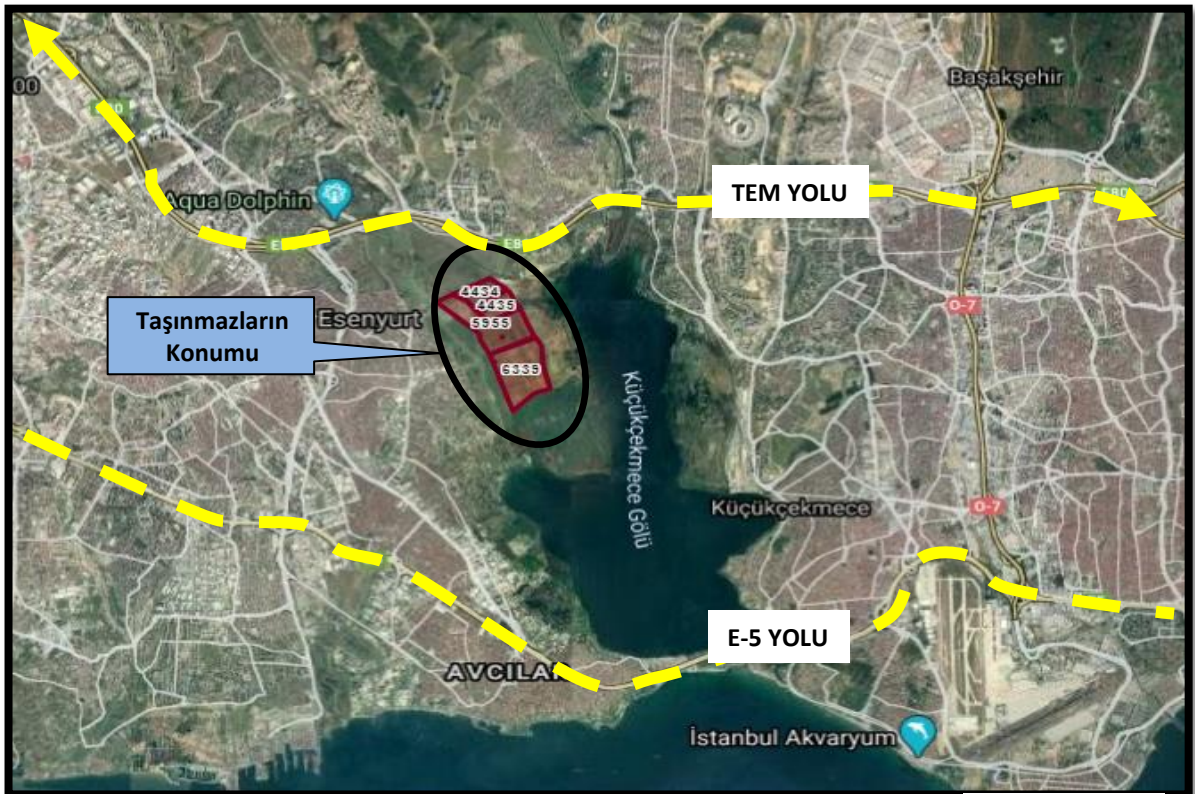 00
Başakşehir
E80
TEM YOLU
E80
Aqua Dolphin
4434
4435
5955
6339
Taşınmazların
Konumu
Esenyurt
O-7
Küçükçekmece Gölü
Küçükçekmece
O-7
E-5 YOLU
AVCILAR
İstanbul Akvaryum